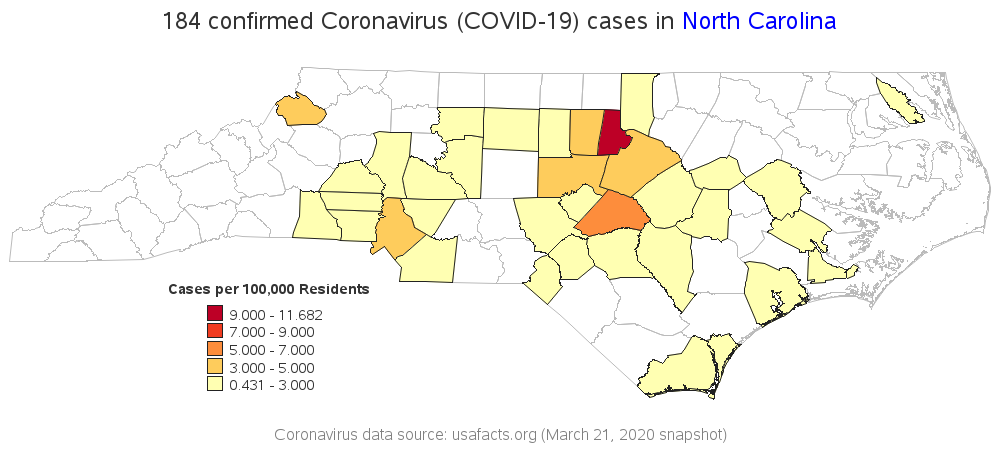 184 confirmed Coronavirus (COVID-19) cases in North Carolina
Cases per 100,000 Residents
9.000 - 11.682
7.000 - 9.000
5.000 - 7.000
3.000 - 5.000
0.431 - 3.000
Coronavirus data source: usafacts.org (March 21, 2020 snapshot)